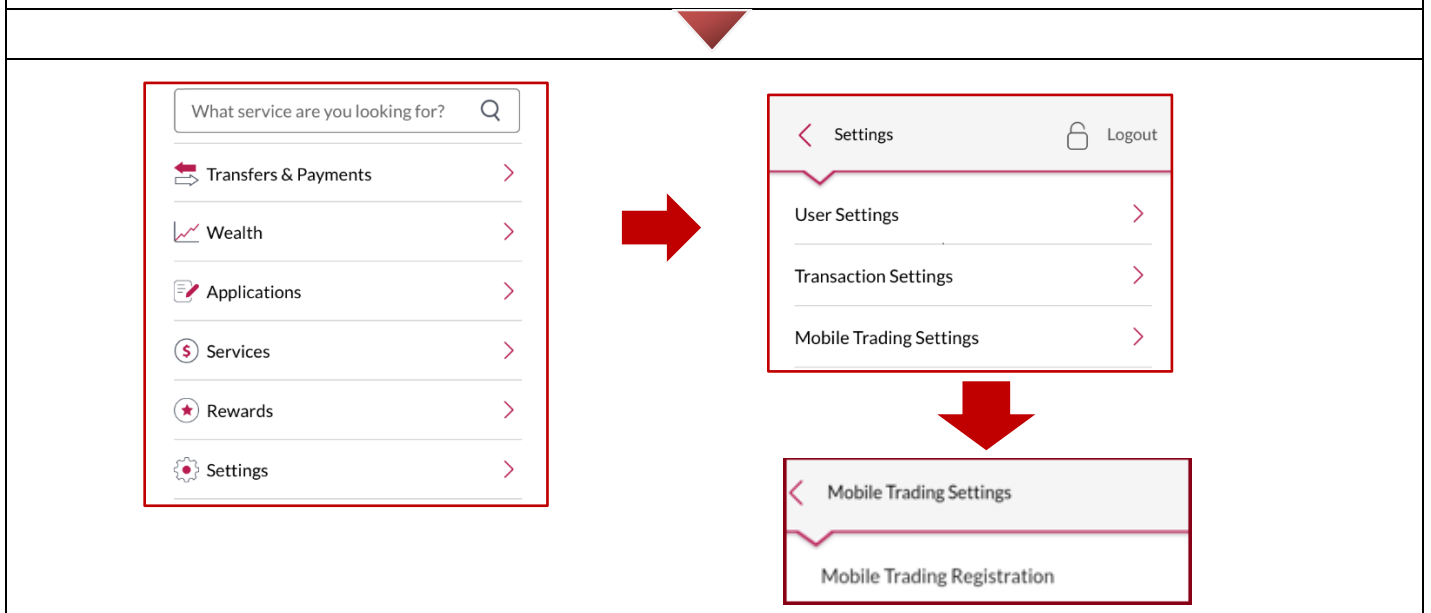 What service are you looking for?
Transfers & Payments
Wealth
Applications
Services
Rewards
Settings
Settings
Logout
User Settings
Transaction Settings
Mobile Trading Settings
Mobile Trading Settings
Mobile Trading Registration